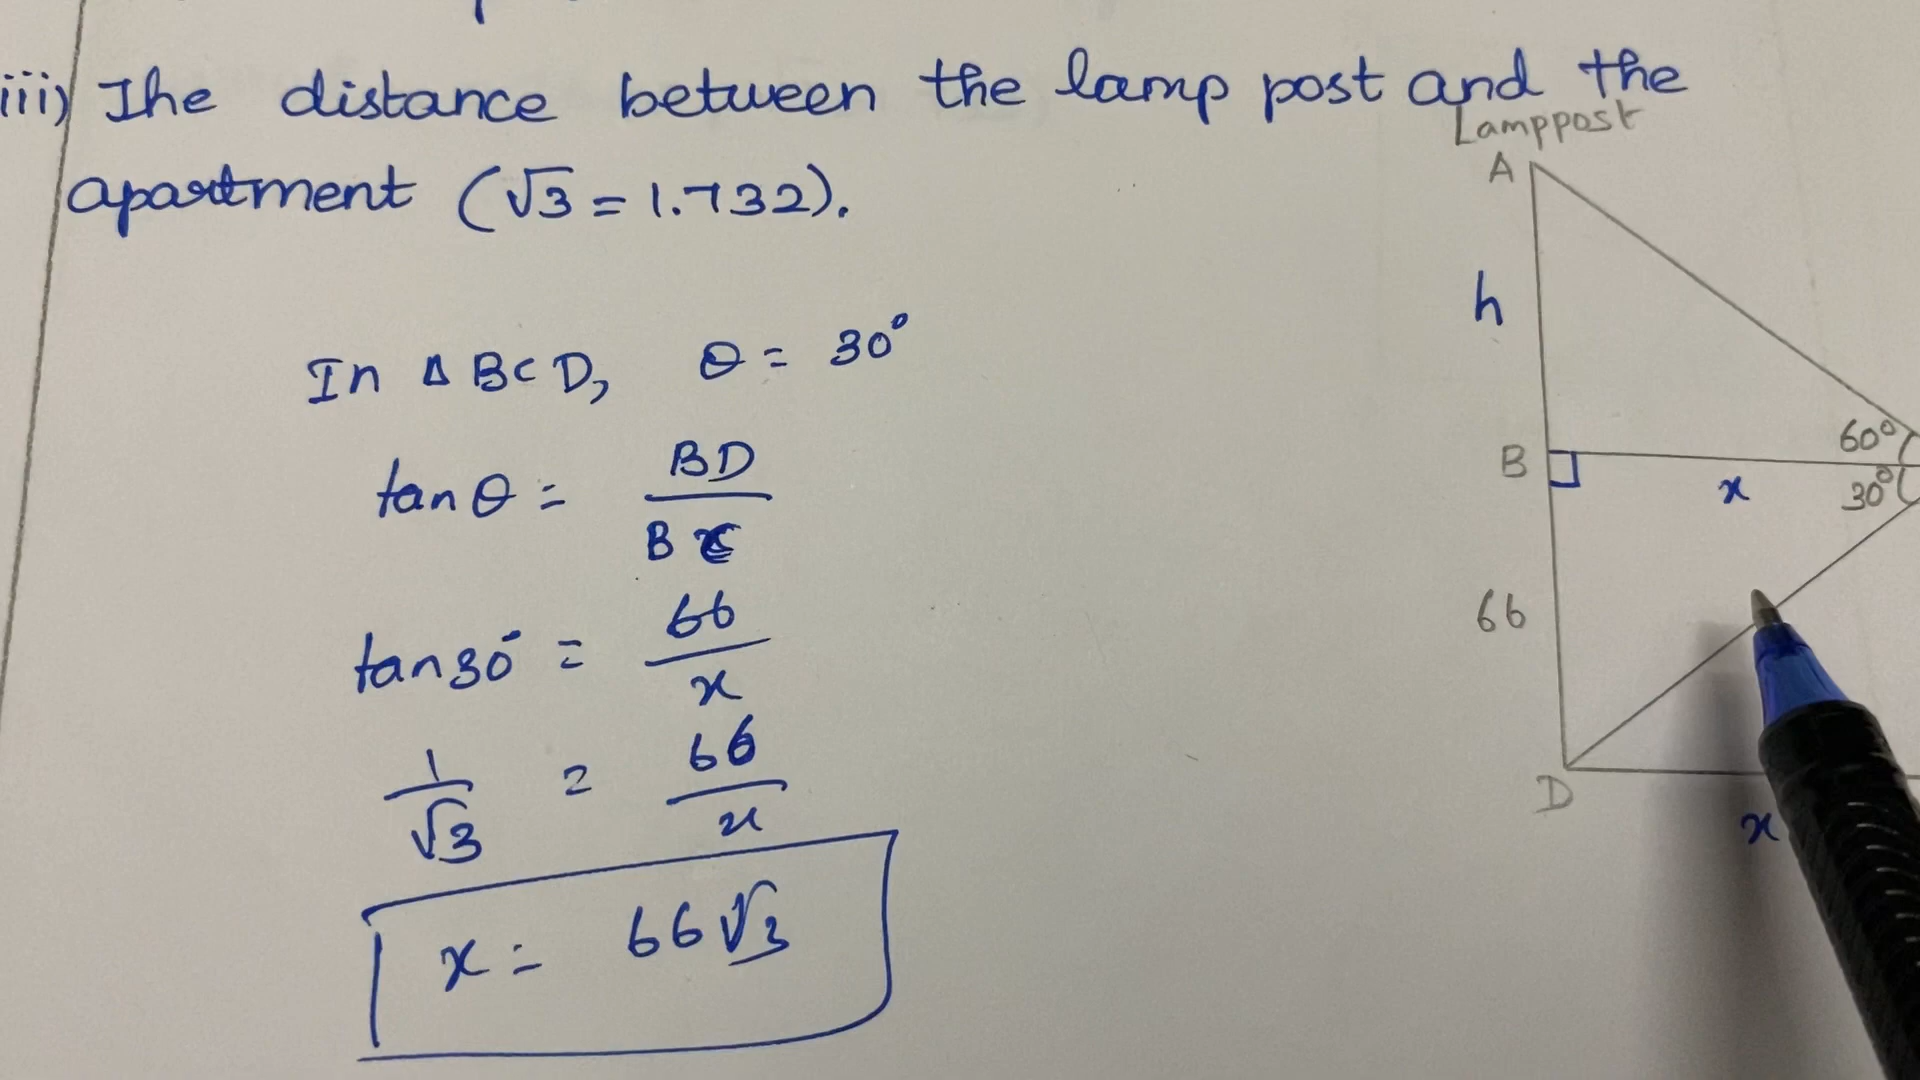 iii) The distance between the lamp post and the
apartment (√3 = 1.732).
Lamppost
A
h
In Δ BCD, θ = 30°
60°
B
tan θ = BD / BC
x
30°
66
tan 30° = 66 / x
1 / √3 = 66 / x
D
x
x = 66√3